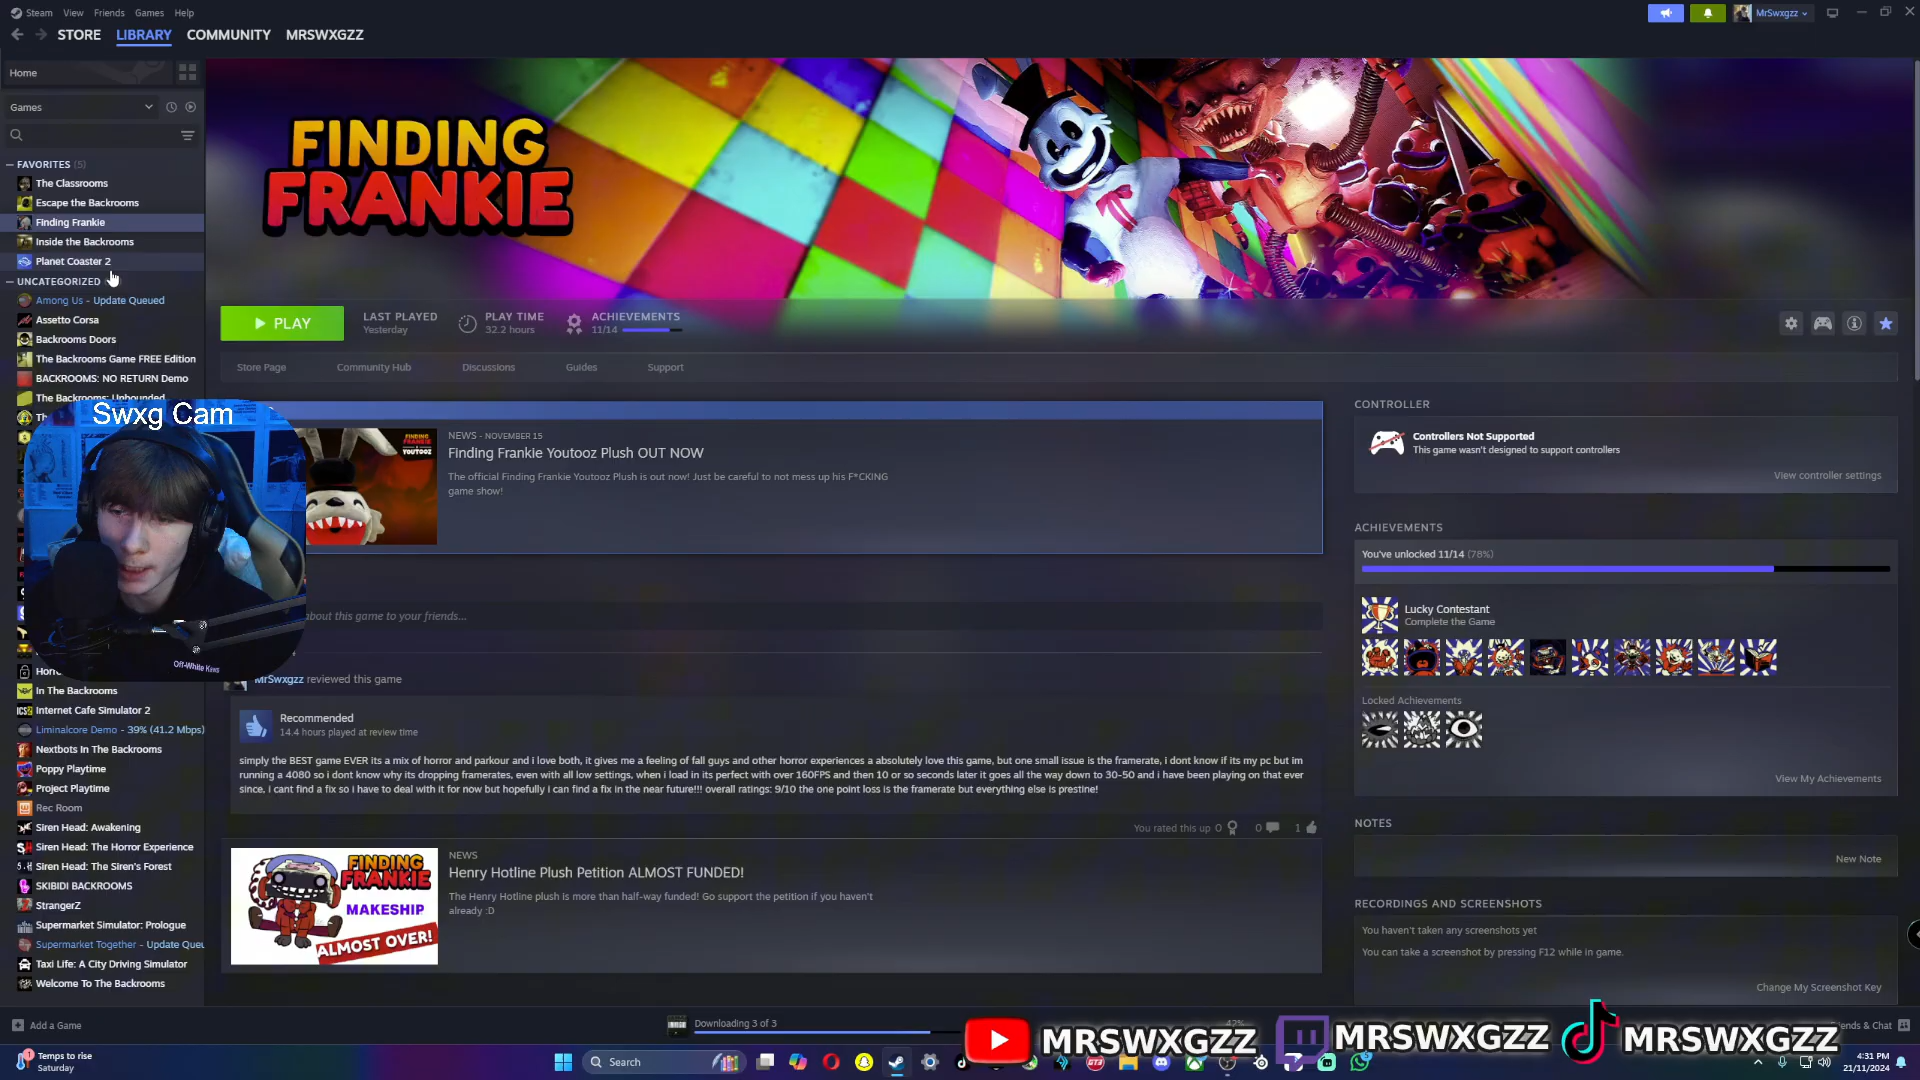 Steam View Friends Games Help
MrSwxgzz
STORE LIBRARY COMMUNITY MRSWXGZZ
Home
Games
FAVORITES (5)
The Classrooms
Escape the Backrooms
Finding Frankie
Inside the Backrooms
Planet Coaster 2
UNCATEGORIZED
Among Us - Update Queued
Assetto Corsa
Backrooms Doors
The Backrooms Game FREE Edition
BACKROOMS: NO RETURN Demo
The Backrooms: Unbounded
Swxg Cam
Off-White Kaws
In The Backrooms
Internet Cafe Simulator 2
Liminalcore Demo - 39% (41.2 Mbps)
Nextbots In The Backrooms
Poppy Playtime
Project Playtime
Rec Room
Siren Head: Awakening
Siren Head: The Horror Experience
Siren Head: The Siren's Forest
SKIBIDI BACKROOMS
StrangerZ
Supermarket Simulator: Prologue
Supermarket Together - Update Queu
Taxi Life: A City Driving Simulator
Welcome To The Backrooms
Add a Game
FINDING
FRANKIE
PLAY
LAST PLAYED
Yesterday
PLAY TIME
32.2 hours
ACHIEVEMENTS
11/14
Store Page Community Hub Discussions Guides Support
FINDING
FRANKIE
NEWS - NOVEMBER 15
Finding Frankie Youtooz Plush OUT NOW
The official Finding Frankie Youtooz Plush is out now! Just be careful to not mess up his F*CKING
game show!
about this game to your friends...
MrSwxgzz reviewed this game
Recommended
14.4 hours played at review time
simply the BEST game EVER its a mix of horror and parkour and i love both, it gives me a feeling of fall guys and other horror experiences a absolutely love this game, but one small issue is the framerate, i dont know if its my pc but im
running a 4080 so i dont know why its dropping framerates, even with all low settings, when i load in its perfect with over 160FPS and then 10 or so seconds later it goes all the way down to 30-50 and i have been playing on that ever
since, i cant find a fix so i have to deal with it for now but hopefully i can find a fix in the near future!!! overall ratings: 9/10 the one point loss is the framerate but everything else is prestine!
You rated this up 0 0 1
FINDING
FRANKIE
MAKESHIP
ALMOST OVER!
NEWS
Henry Hotline Plush Petition ALMOST FUNDED!
The Henry Hotline plush is more than half-way funded! Go support the petition if you haven't
already :D
CONTROLLER
Controllers Not Supported
This game wasn't designed to support controllers
View controller settings
ACHIEVEMENTS
You've unlocked 11/14 (78%)
Lucky Contestant
Complete the Game
Locked Achievements
View My Achievements
NOTES
New Note
RECORDINGS AND SCREENSHOTS
You haven't taken any screenshots yet
You can take a screenshot by pressing F12 while in game.
Change My Screenshot Key
Downloading 3 of 3
42%
Friends & Chat
MRSWXGZZ MRSWXGZZ MRSWXGZZ
Temps to rise
Saturday
Search
4:31 PM
21/11/2024